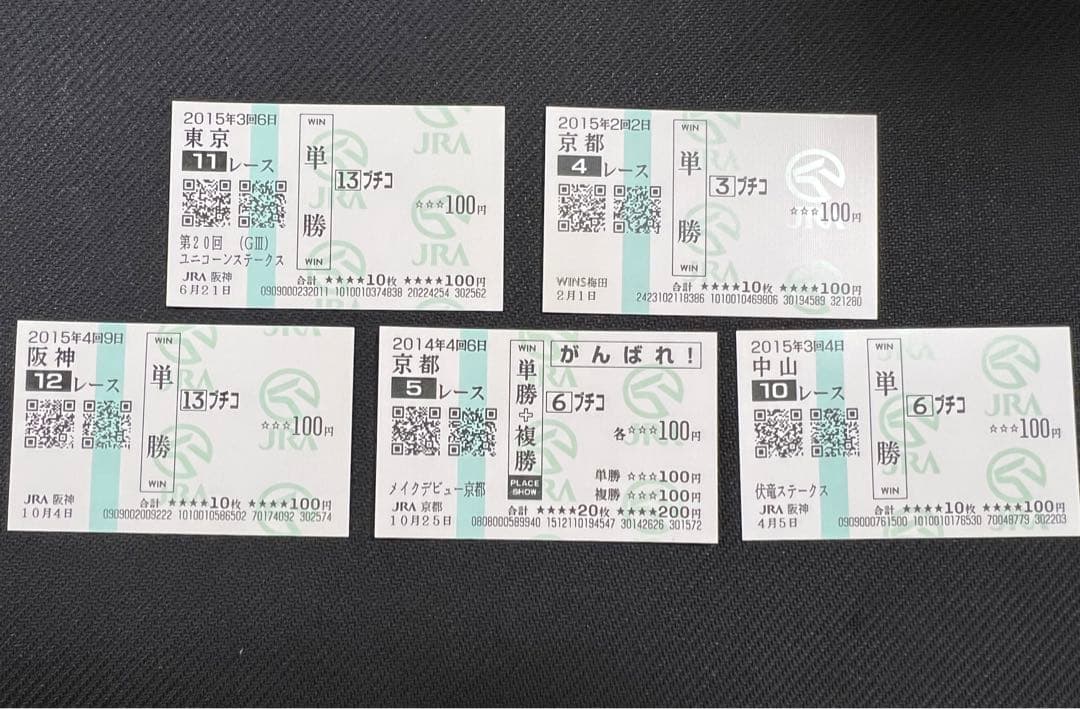 2015年3回6日
東京
11レース
第20回 (GⅢ)
ユニコーンステークス
JRA 阪神
6月21日
WIN
単勝
WIN
13プチコ
☆☆☆100円
合計 ★★★★10枚 ★★★★100円
0909000232011 1010010374838 20224254 302562
JRA
JRA
2015年2回2日
京都
4レース
WINS梅田
2月1日
WIN
単勝
WIN
3プチコ
☆☆☆100円
合計 ★★★★10枚 ★★★★100円
2423102118386 1010010469806 30194589 321280
JRA
2015年4回9日
阪神
12レース
JRA 阪神
10月4日
WIN
単勝
WIN
13プチコ
☆☆☆100円
合計 ★★★★10枚 ★★★★100円
0909002009222 1010010586502 70174092 302574
JRA
2014年4回6日
京都
5レース
メイクデビュー京都
JRA 京都
10月25日
WIN
単勝+複勝
PLACE
SHOW
がんばれ!
6プチコ
各☆☆☆100円
単勝 ☆☆☆100円
複勝 ☆☆☆100円
合計 ★★★★20枚 ★★★★200円
0808000589940 1512110194547 30142626 301572
2015年3回4日
中山
10レース
伏竜ステークス
JRA 阪神
4月5日
WIN
単勝
WIN
6プチコ
☆☆☆100円
合計 ★★★★10枚 ★★★★100円
0909000761500 1010010176530 70048779 302203
JRA